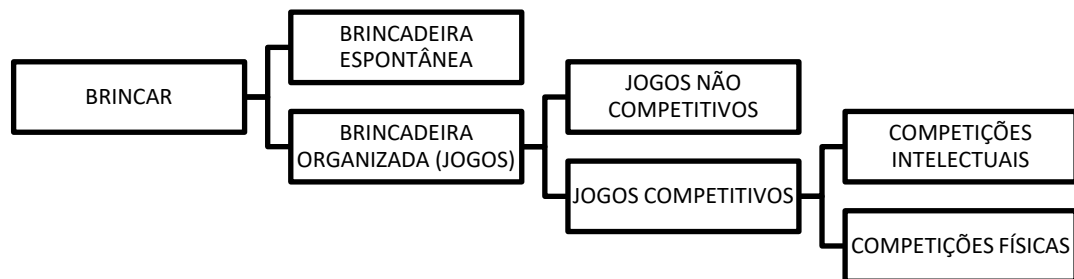 BRINCAR
BRINCADEIRA
ESPONTÂNEA
BRINCADEIRA
ORGANIZADA (JOGOS)
JOGOS NÃO
COMPETITIVOS
JOGOS COMPETITIVOS
COMPETIÇÕES
INTELECTUAIS
COMPETIÇÕES FÍSICAS